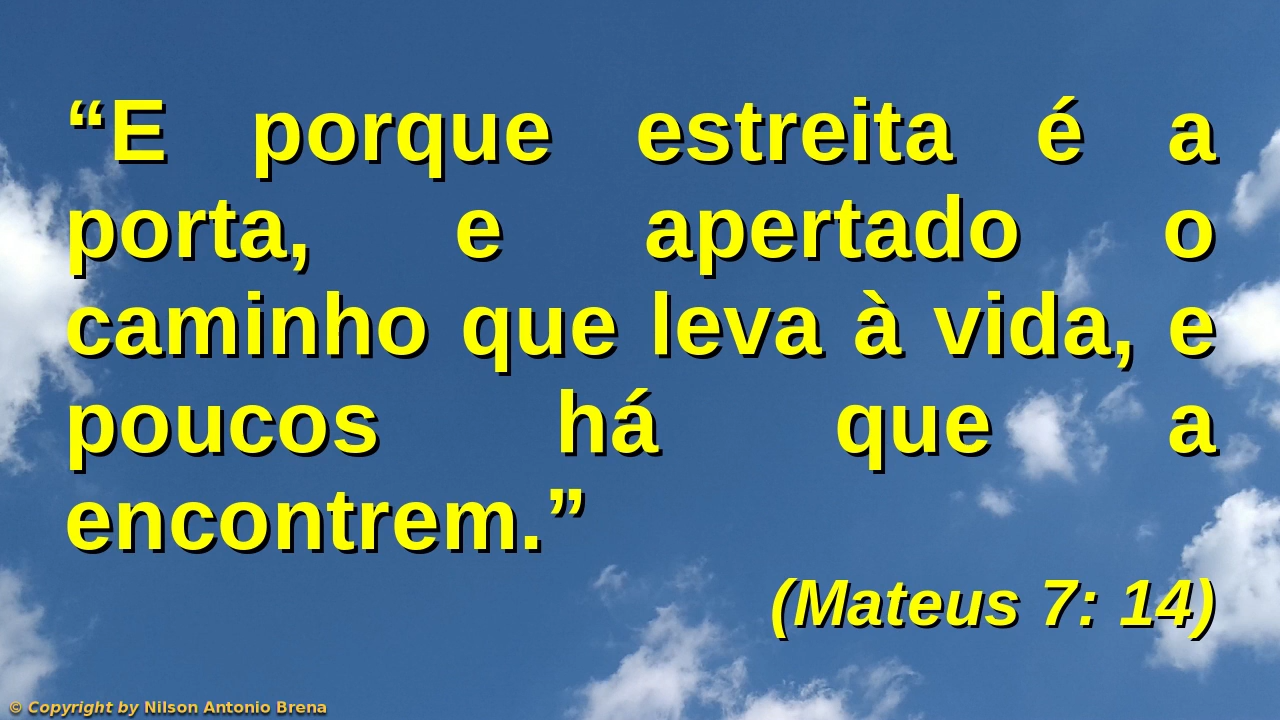 “E porque estreita é a
porta, e apertado o
caminho que leva à vida, e
poucos há que a
encontrem.”
(Mateus 7: 14)
© Copyright by Nilson Antonio Brena